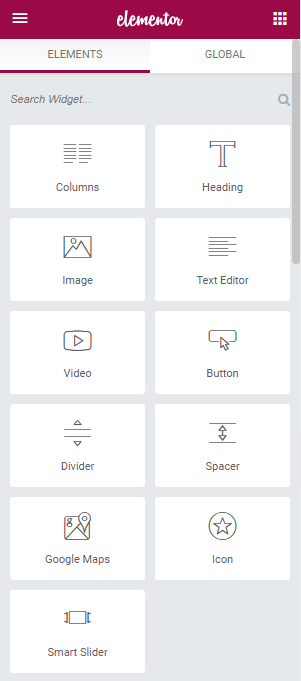 elementor
ELEMENTS GLOBAL
Search Widget...
Columns Heading
Image Text Editor
Video Button
Divider Spacer
Google Maps Icon
Smart Slider